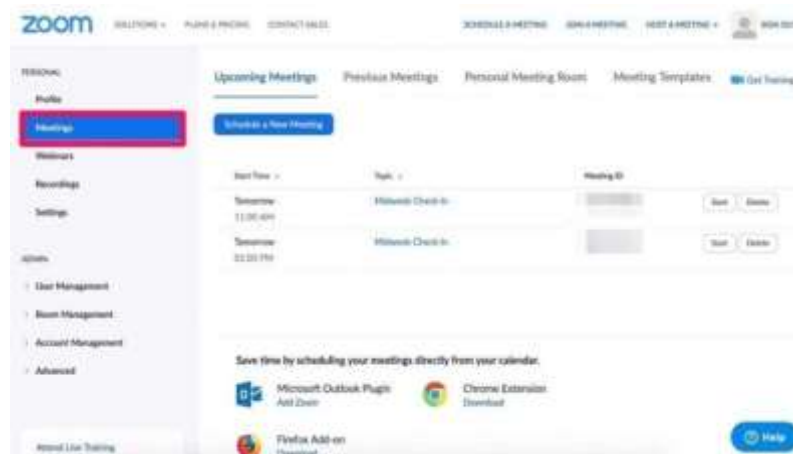 zoom SOLUTIONS PLANS & PRICING CONTACT SALES SCHEDULE A MEETING JOIN A MEETING HOST A MEETING
PERSONAL
Profile
Meetings
Webinars
Recordings
Settings
ADMIN
User Management
Room Management
Account Management
Advanced
Attend Live Training
Upcoming Meetings Previous Meetings Personal Meeting Room Meeting Templates Get Training
Schedule a New Meeting
Start Time Topic Meeting ID
Tomorrow Midweek Check-In Start Delete
11:00 AM
Tomorrow Midweek Check-In Start Delete
PM
Save time by scheduling your meetings directly from your calendar.
Microsoft Outlook Plugin Chrome Extension
Add Zoom Download
Firefox Add-on
Download
Help